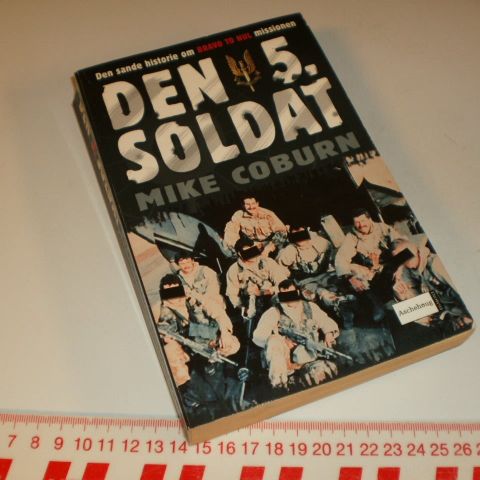 Den sande historie om BRAVO TO NUL missionen
DEN 5.
SOLDAT
MIKE COBURN
Aschehoug
7 8 9 10 11 12 13 14 15 16 17 18 19 20 21 22 23 24 25 26